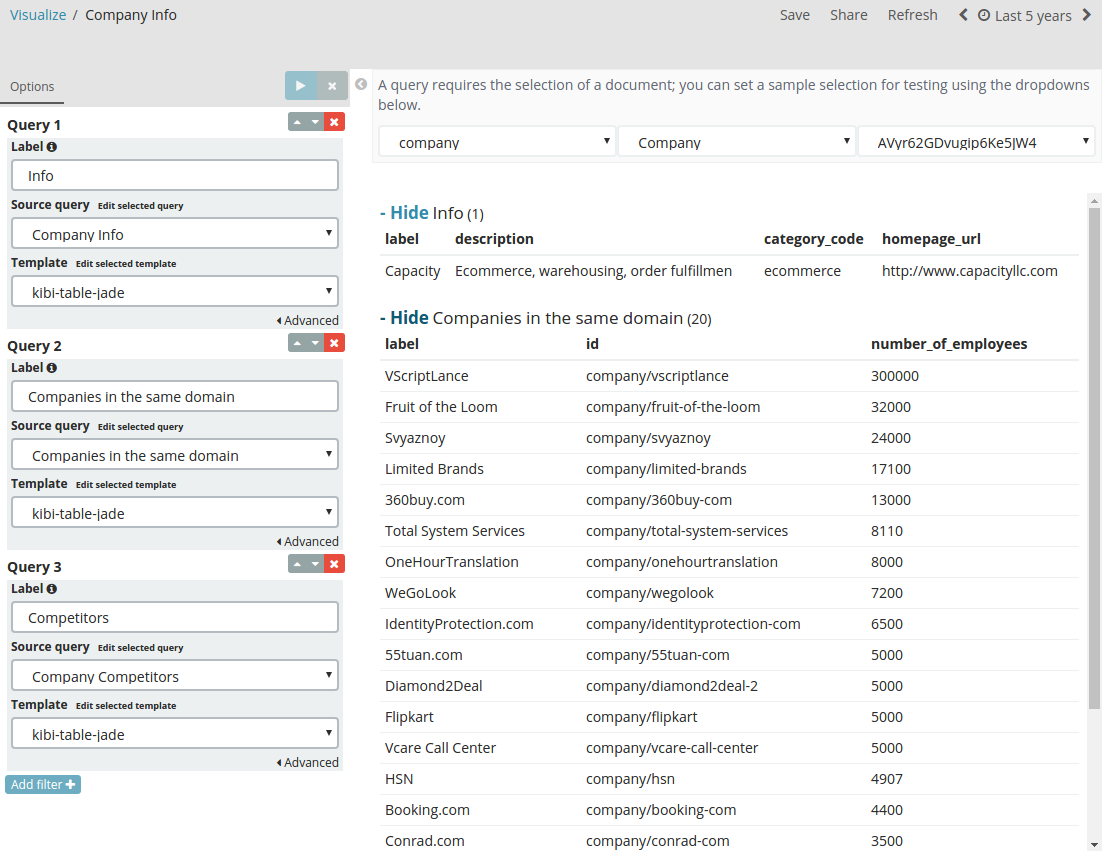 Visualize / Company Info
Save Share Refresh Last 5 years
Options
Query 1
Label
Info
Source query Edit selected query
Company Info
Template Edit selected template
kibi-table-jade
Advanced
Query 2
Label
Companies in the same domain
Source query Edit selected query
Companies in the same domain
Template Edit selected template
kibi-table-jade
Advanced
Query 3
Label
Competitors
Source query Edit selected query
Company Competitors
Template Edit selected template
kibi-table-jade
Advanced
Add filter +
A query requires the selection of a document; you can set a sample selection for testing using the dropdowns
below.
company Company AVyr62GDvugip6Ke5JW4
- Hide Info (1)
label description category_code homepage_url
Capacity Ecommerce, warehousing, order fulfillmen ecommerce http://www.capacityllc.com
- Hide Companies in the same domain (20)
label id number_of_employees
VScriptLance company/vscriptlance 300000
Fruit of the Loom company/fruit-of-the-loom 32000
Svyaznoy company/svyaznoy 24000
Limited Brands company/limited-brands 17100
360buy.com company/360buy-com 13000
Total System Services company/total-system-services 8110
OneHourTranslation company/onehourtranslation 8000
WeGoLook company/wegolook 7200
IdentityProtection.com company/identityprotection-com 6500
55tuan.com company/55tuan-com 5000
Diamond2Deal company/diamond2deal-2 5000
Flipkart company/flipkart 5000
Vcare Call Center company/vcare-call-center 5000
HSN company/hsn 4907
Booking.com company/booking-com 4400
Conrad.com company/conrad-com 3500